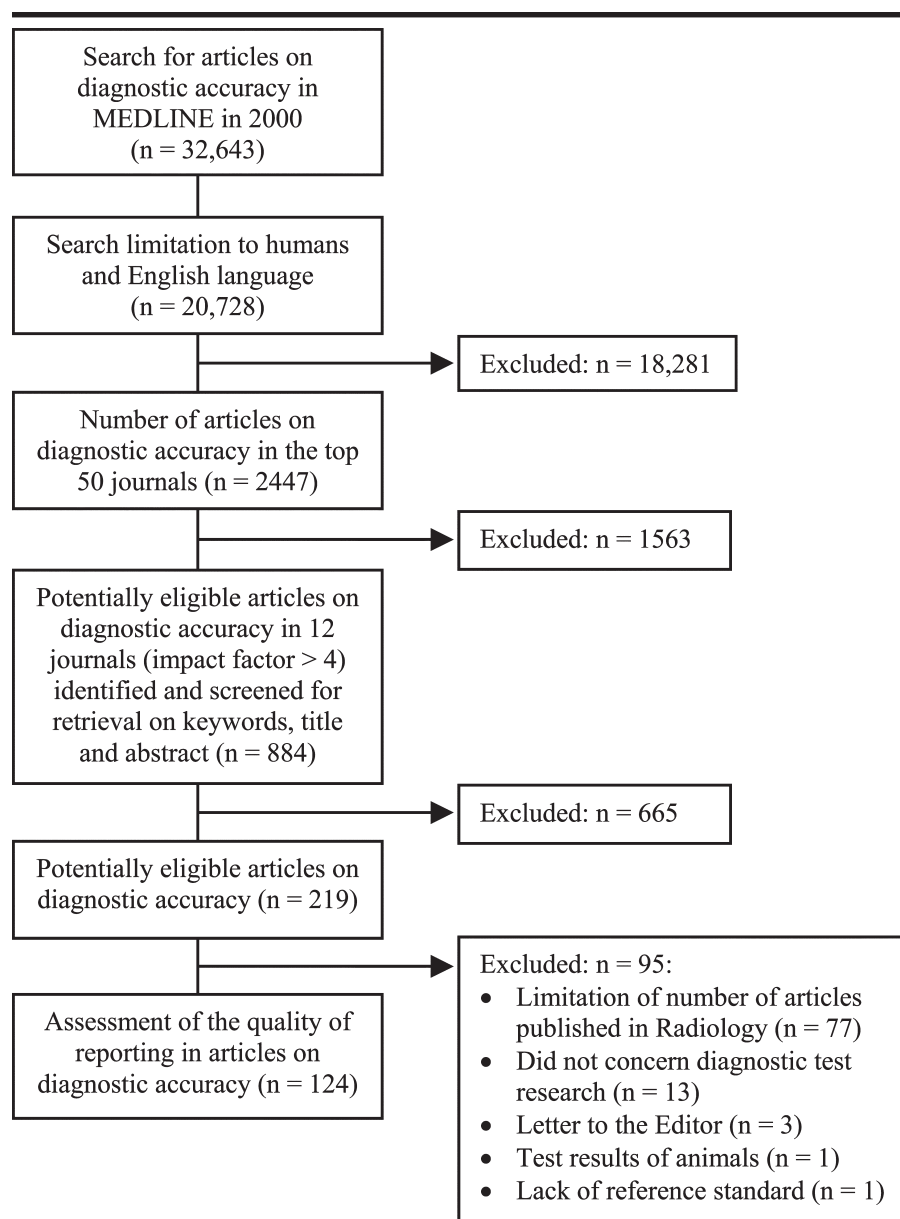 Search for articles on
diagnostic accuracy in
MEDLINE in 2000
(n = 32,643)
Search limitation to humans
and English language
(n = 20,728)
Excluded: n = 18,281
Number of articles on
diagnostic accuracy in the top
50 journals (n = 2447)
Excluded: n = 1563
Potentially eligible articles on
diagnostic accuracy in 12
journals (impact factor > 4)
identified and screened for
retrieval on keywords, title
and abstract (n = 884)
Excluded: n = 665
Potentially eligible articles on
diagnostic accuracy (n = 219)
Excluded: n = 95:
• Limitation of number of articles
published in Radiology (n = 77)
• Did not concern diagnostic test
research (n = 13)
• Letter to the Editor (n = 3)
• Test results of animals (n = 1)
• Lack of reference standard (n = 1)
Assessment of the quality of
reporting in articles on
diagnostic accuracy (n = 124)